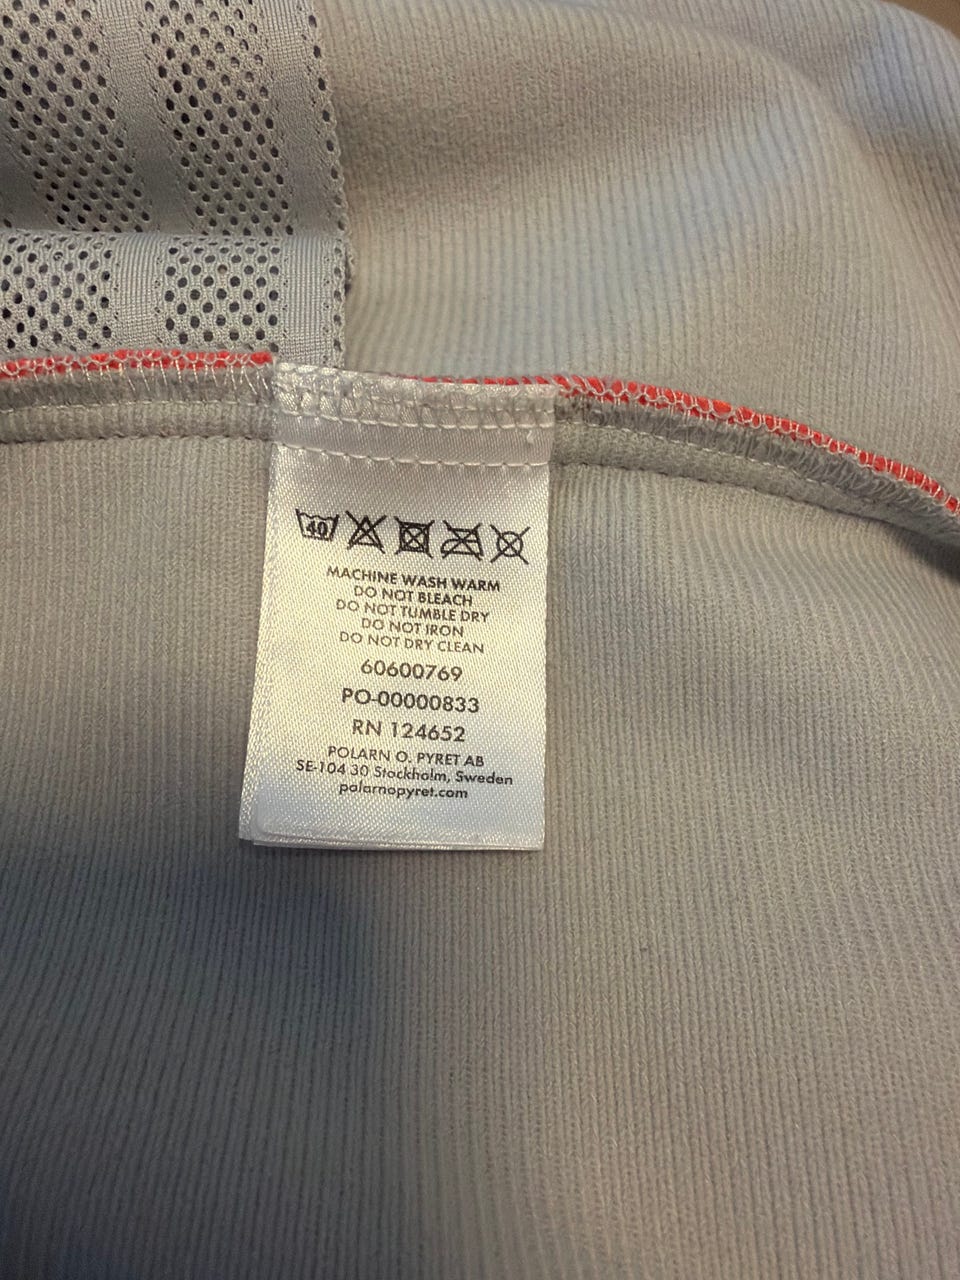 40
MACHINE WASH WARM
DO NOT BLEACH
DO NOT TUMBLE DRY
DO NOT IRON
DO NOT DRY CLEAN
60600769
PO-00000833
RN 124652
POLARN O. PYRET AB
SE-104 30 Stockholm, Sweden
polarnopyret.com